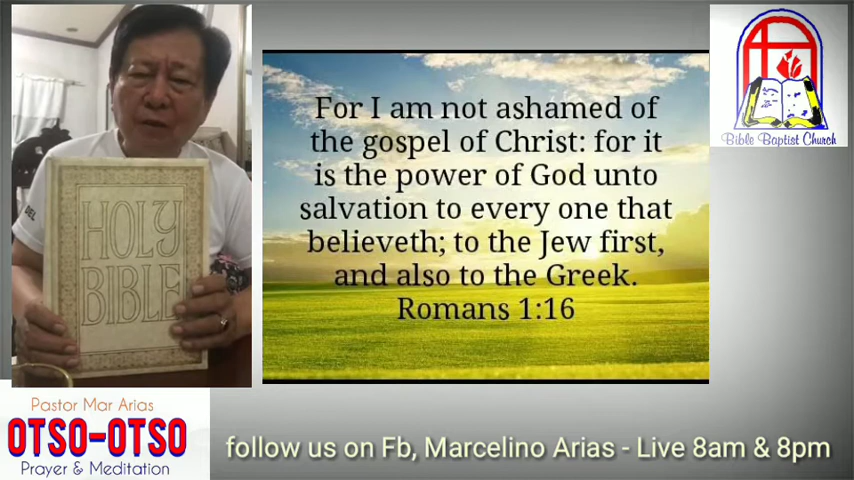 HOLY
BIBLE
For I am not ashamed of
the gospel of Christ: for it
is the power of God unto
salvation to every one that
believeth; to the Jew first,
and also to the Greek.
Romans 1:16
Bible Baptist Church
Pastor Mar Arias
OTSO-OTSO
Prayer & Meditation
follow us on Fb, Marcelino Arias - Live 8am & 8pm